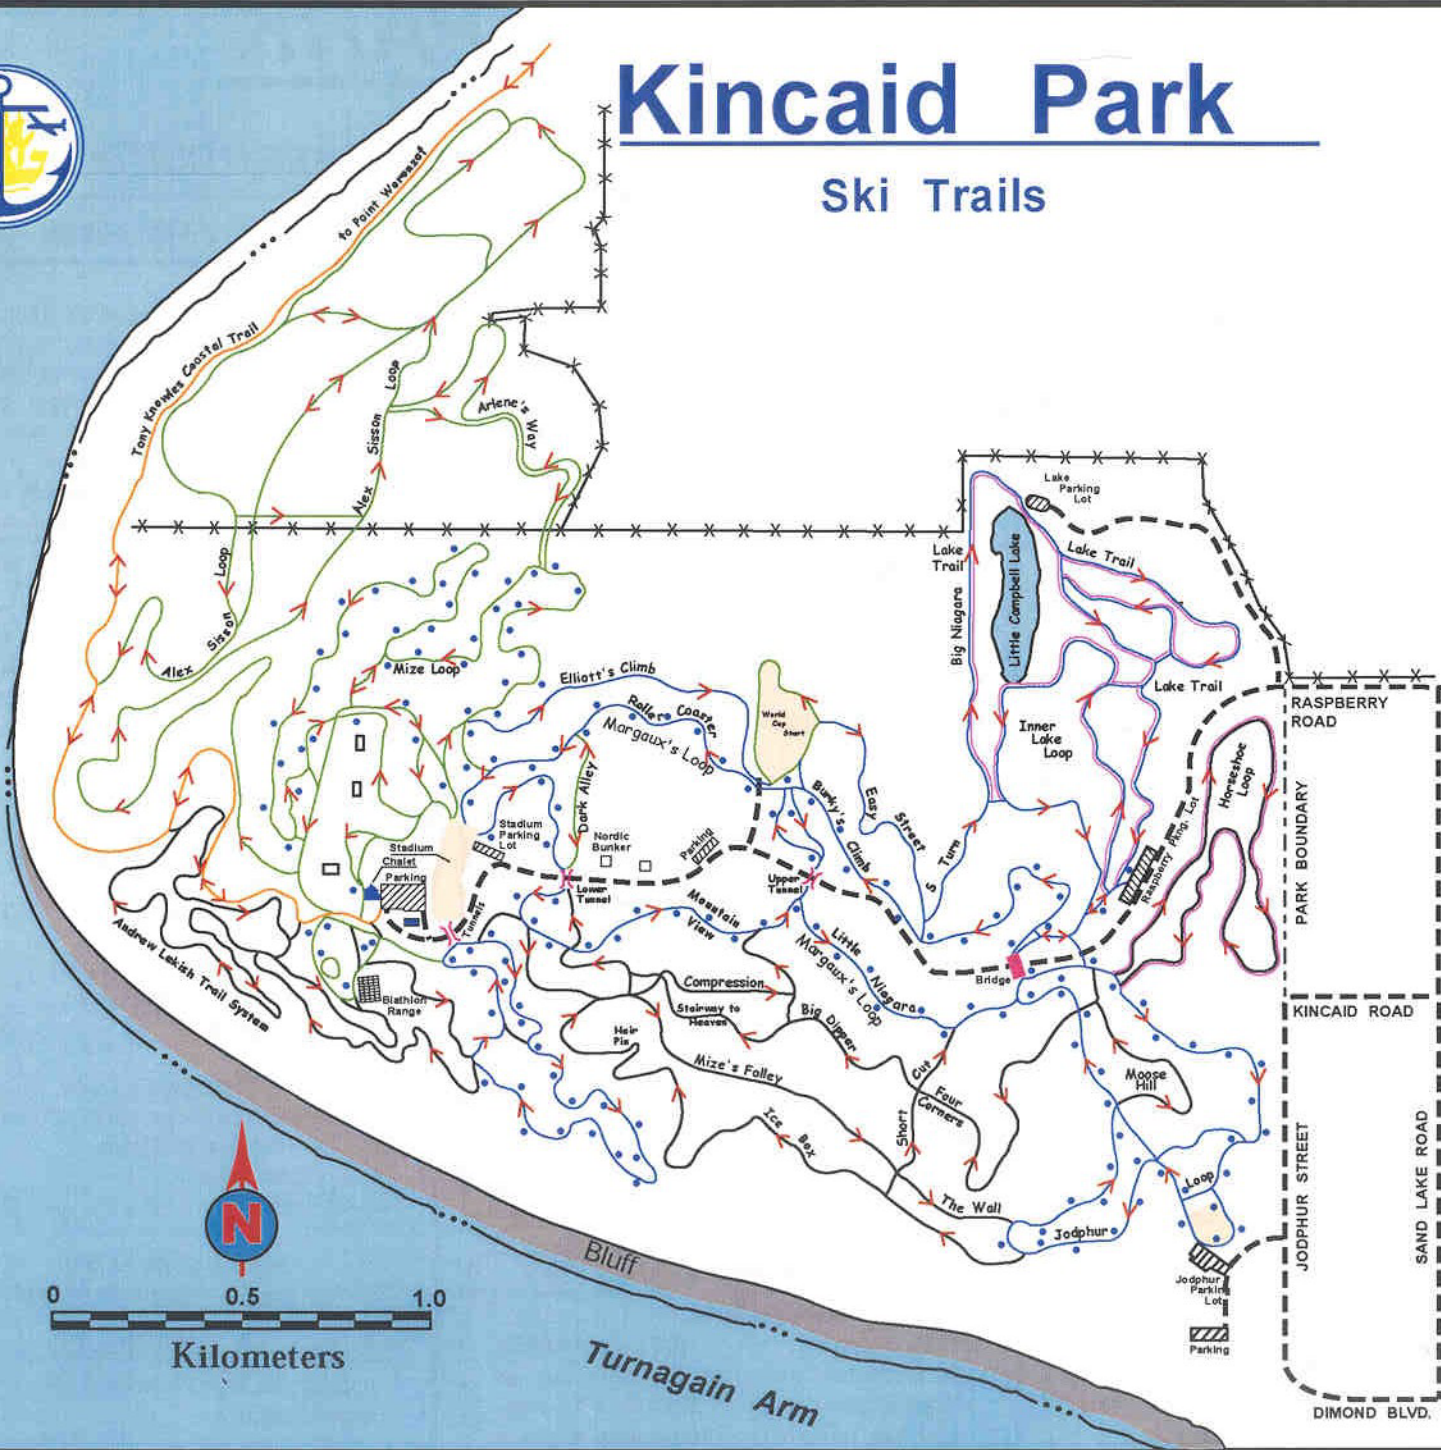 Kincaid Park
Ski Trails
to Point Woronzof
Tony Knowles Coastal Trail
Alex Sisson Loop
Arlene's Way
Alex Sisson Loop
Mize Loop
Elliott's Climb
Roller Coaster
Margaux's Loop
World
Cup
Start
Dark Alley
Burky's Climb
Easy Street
S Turn
Lake
Parking
Lot
Lake
Trail
Big Niagara
Little Campbell Lake
Lake Trail
Lake Trail
Inner
Lake
Loop
Horseshoe
Loop
Raspberry Pkng. Lot
RASPBERRY
ROAD
PARK BOUNDARY
KINCAID ROAD
JODPHUR STREET
SAND LAKE ROAD
DIMOND BLVD.
Stadium
Parking
Lot
Nordic
Bunker
Parking
Stadium
Chalet
Parking
Tunnels
Lower
Tunnel
Upper
Tunnel
Mountain
View
Little Niagara
Margaux's Loop
Bridge
Andrew Lekish Trail System
Biathlon
Range
Compression
Stairway to
Heaven
Big Dipper
Hair
Pin
Mize's Folley
Short Cut
Four
Corners
Moose
Hill
Ice Box
The Wall
Jodphur
Loop
Jodphur
Parkin
Lot
Parking
N
0 0.5 1.0
Kilometers
Bluff
Turnagain Arm